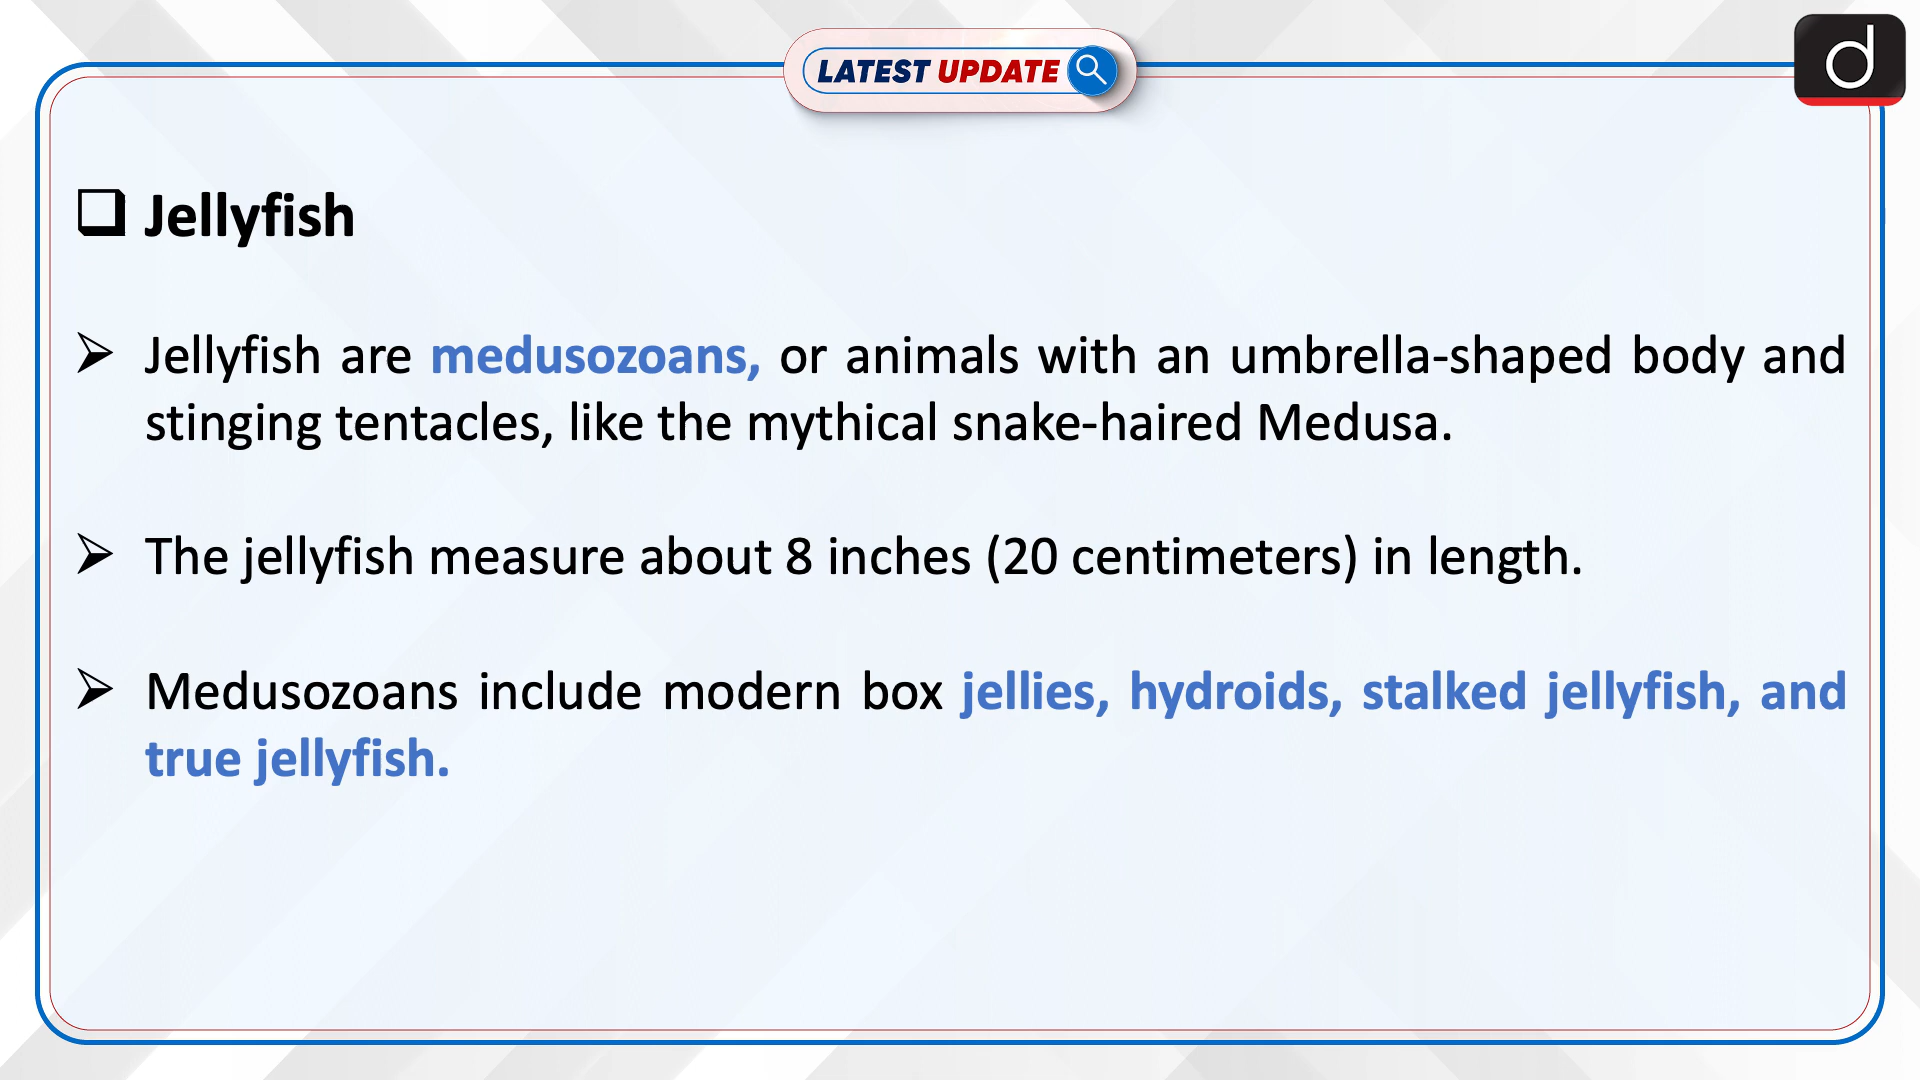 LATEST UPDATE
d
Jellyfish
Jellyfish are medusozoans, or animals with an umbrella-shaped body and
stinging tentacles, like the mythical snake-haired Medusa.
The jellyfish measure about 8 inches (20 centimeters) in length.
Medusozoans include modern box jellies, hydroids, stalked jellyfish, and
true jellyfish.